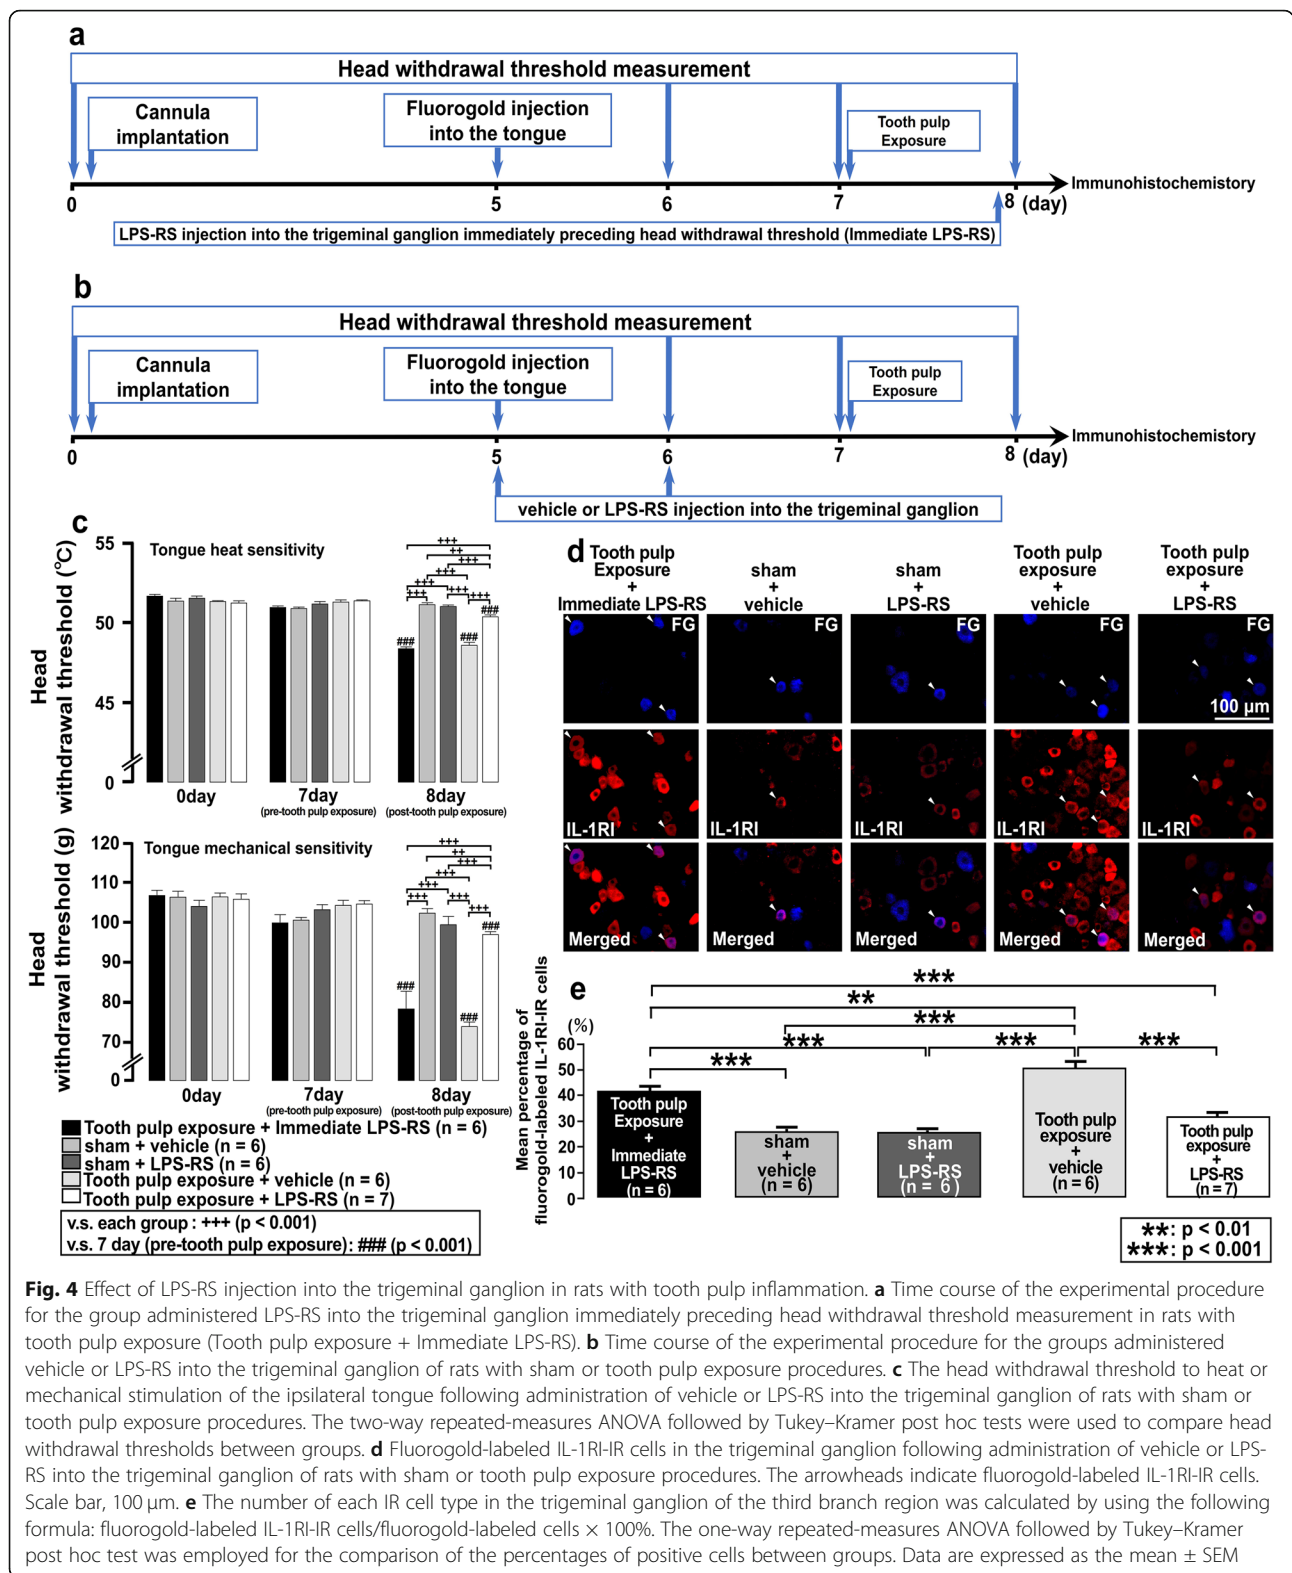 a
Head withdrawal threshold measurement
Cannula
implantation
Fluorogold injection
into the tongue
Tooth pulp
Exposure
0
5
6
7
8
(day)
Immunohistochemistory
LPS-RS injection into the trigeminal ganglion immediately preceding head withdrawal threshold (Immediate LPS-RS)
b
Head withdrawal threshold measurement
Cannula
implantation
Fluorogold injection
into the tongue
Tooth pulp
Exposure
0
5
6
7
8
(day)
Immunohistochemistory
vehicle or LPS-RS injection into the trigeminal ganglion
c
Head
withdrawal threshold (℃)
Tongue heat sensitivity
55
50
45
0
+++
++
+++
+++
+++
+++
+++
+++
###
###
###
0day
7day
(pre-tooth pulp exposure)
8day
(post-tooth pulp exposure)
Head
withdrawal threshold (g)
Tongue mechanical sensitivity
120
110
100
90
80
70
0
+++
++
+++
+++
+++
+++
+++
+++
###
###
###
0day
7day
(pre-tooth pulp exposure)
8day
(post-tooth pulp exposure)
Tooth pulp exposure + Immediate LPS-RS (n = 6)
sham + vehicle (n = 6)
sham + LPS-RS (n = 6)
Tooth pulp exposure + vehicle (n = 6)
Tooth pulp exposure + LPS-RS (n = 7)
v.s. each group : +++ (p < 0.001)
v.s. 7 day (pre-tooth pulp exposure): ### (p < 0.001)
d
Tooth pulp
Exposure
+
Immediate LPS-RS
sham
+
vehicle
sham
+
LPS-RS
Tooth pulp
exposure
+
vehicle
Tooth pulp
exposure
+
LPS-RS
FG
FG
FG
FG
FG
100 µm
IL-1RI
IL-1RI
IL-1RI
IL-1RI
IL-1RI
Merged
Merged
Merged
Merged
Merged
e
Mean percentage of
fluorogold-labeled IL-1RI-IR cells
(%)
60
50
40
30
20
10
0
***
**
***
***
***
***
***
Tooth pulp
Exposure
+
Immediate
LPS-RS
(n = 6)
sham
+
vehicle
(n = 6)
sham
+
LPS-RS
(n = 6)
Tooth pulp
exposure
+
vehicle
(n = 6)
Tooth pulp
exposure
+
LPS-RS
(n = 7)
**: p < 0.01
***: p < 0.001
Fig. 4 Effect of LPS-RS injection into the trigeminal ganglion in rats with tooth pulp inflammation. a Time course of the experimental procedure
for the group administered LPS-RS into the trigeminal ganglion immediately preceding head withdrawal threshold measurement in rats with
tooth pulp exposure (Tooth pulp exposure + Immediate LPS-RS). b Time course of the experimental procedure for the groups administered
vehicle or LPS-RS into the trigeminal ganglion of rats with sham or tooth pulp exposure procedures. c The head withdrawal threshold to heat or
mechanical stimulation of the ipsilateral tongue following administration of vehicle or LPS-RS into the trigeminal ganglion of rats with sham or
tooth pulp exposure procedures. The two-way repeated-measures ANOVA followed by Tukey–Kramer post hoc tests were used to compare head
withdrawal thresholds between groups. d Fluorogold-labeled IL-1RI-IR cells in the trigeminal ganglion following administration of vehicle or LPS-
RS into the trigeminal ganglion of rats with sham or tooth pulp exposure procedures. The arrowheads indicate fluorogold-labeled IL-1RI-IR cells.
Scale bar, 100 µm. e The number of each IR cell type in the trigeminal ganglion of the third branch region was calculated by using the following
formula: fluorogold-labeled IL-1RI-IR cells/fluorogold-labeled cells × 100%. The one-way repeated-measures ANOVA followed by Tukey–Kramer
post hoc test was employed for the comparison of the percentages of positive cells between groups. Data are expressed as the mean ± SEM